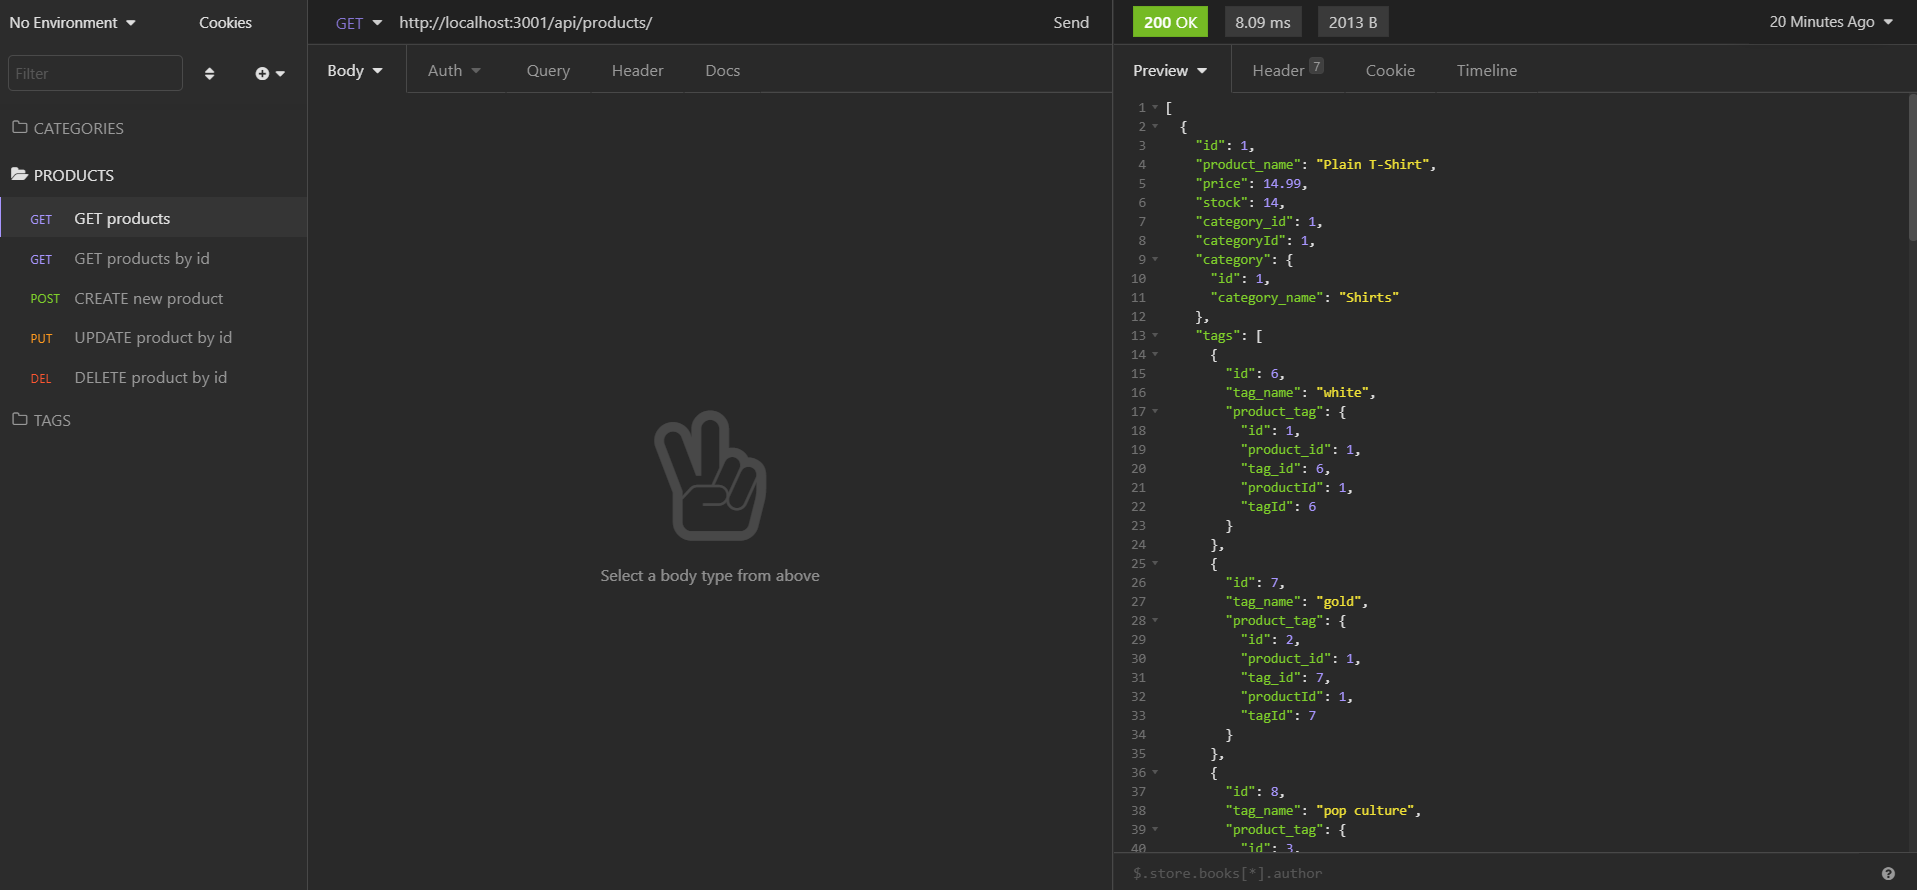 No Environment
Cookies
Filter
CATEGORIES
PRODUCTS
GET GET products
GET GET products by id
POST CREATE new product
PUT UPDATE product by id
DEL DELETE product by id
TAGS
GET http://localhost:3001/api/products/ Send
Body Auth Query Header Docs
Select a body type from above
200 OK 8.09 ms 2013 B 20 Minutes Ago
Preview Header 7 Cookie Timeline
1 [
2 {
3 "id": 1,
4 "product_name": "Plain T-Shirt",
5 "price": 14.99,
6 "stock": 14,
7 "category_id": 1,
8 "categoryId": 1,
9 "category": {
10 "id": 1,
11 "category_name": "Shirts"
12 },
13 "tags": [
14 {
15 "id": 6,
16 "tag_name": "white",
17 "product_tag": {
18 "id": 1,
19 "product_id": 1,
20 "tag_id": 6,
21 "productId": 1,
22 "tagId": 6
23 }
24 },
25 {
26 "id": 7,
27 "tag_name": "gold",
28 "product_tag": {
29 "id": 2,
30 "product_id": 1,
31 "tag_id": 7,
32 "productId": 1,
33 "tagId": 7
34 }
35 },
36 {
37 "id": 8,
38 "tag_name": "pop culture",
39 "product_tag": {
40 "id": 3,
$.store.books[*].author